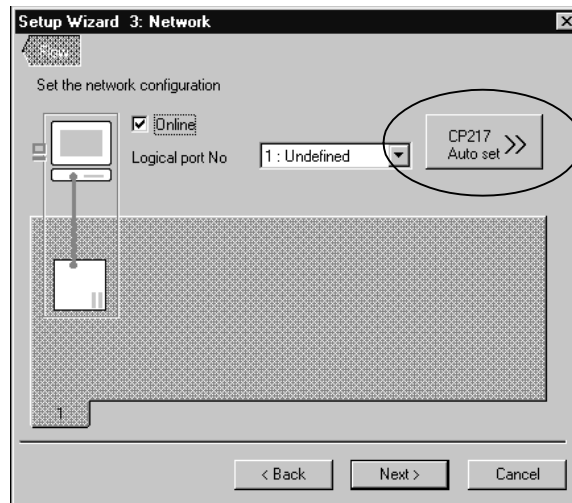 Setup Wizard 3: Network
Set the network configuration
Online
Logical port No
1 : Undefined
CP217
Auto set >>
1
< Back
Next >
Cancel